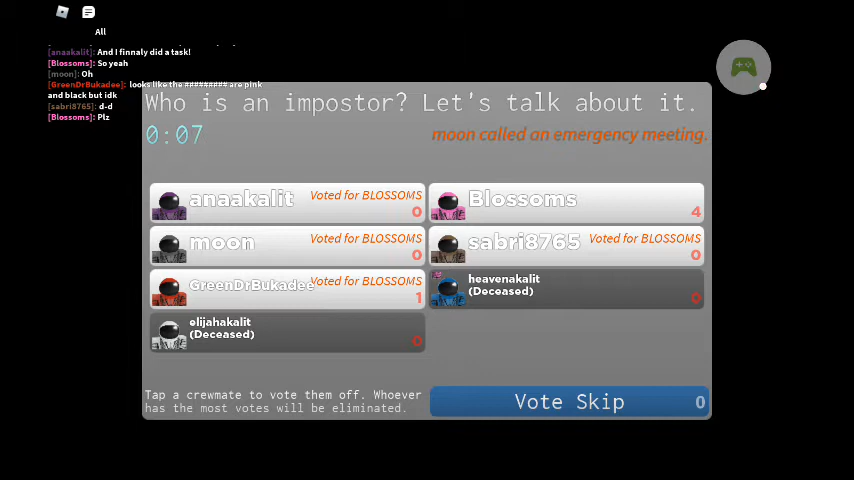 All
[anaakalit]: And I finnaly did a task!
[Blossoms]: So yeah
[moon]: Oh
[GreenDrBukadee]: looks like the ######### are pink
and black but idk
[sabri8765]: d-d
[Blossoms]: Plz
Who is an impostor? Let's talk about it.
0:07
moon called an emergency meeting.
anaakalit
Voted for BLOSSOMS
0
Blossoms
4
moon
Voted for BLOSSOMS
0
sabri8765
Voted for BLOSSOMS
0
GreenDrBukadee
Voted for BLOSSOMS
1
heavenakalit
(Deceased)
0
elijahakalit
(Deceased)
0
Tap a crewmate to vote them off. Whoever
has the most votes will be eliminated.
Vote Skip
0